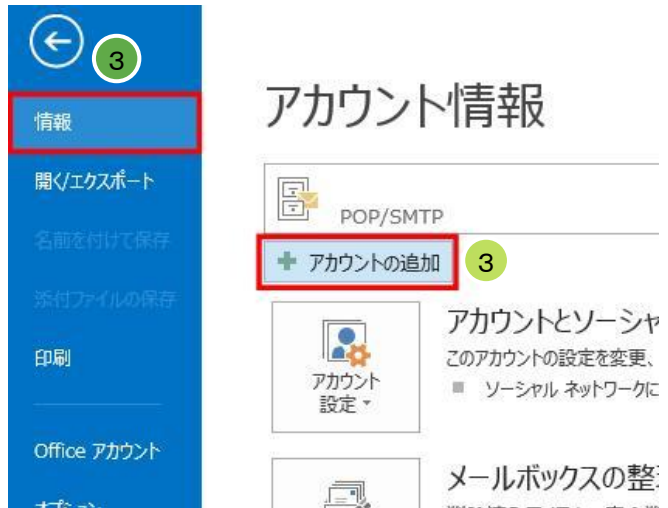 3
情報
開く/エクスポート
名前を付けて保存
添付ファイルの保存
印刷
Office アカウント
オプション
アカウント情報
POP/SMTP
アカウントの追加
3
アカウント
設定
アカウントとソーシャ
このアカウントの設定を変更、
ソーシャル ネットワークに
メールボックスの整